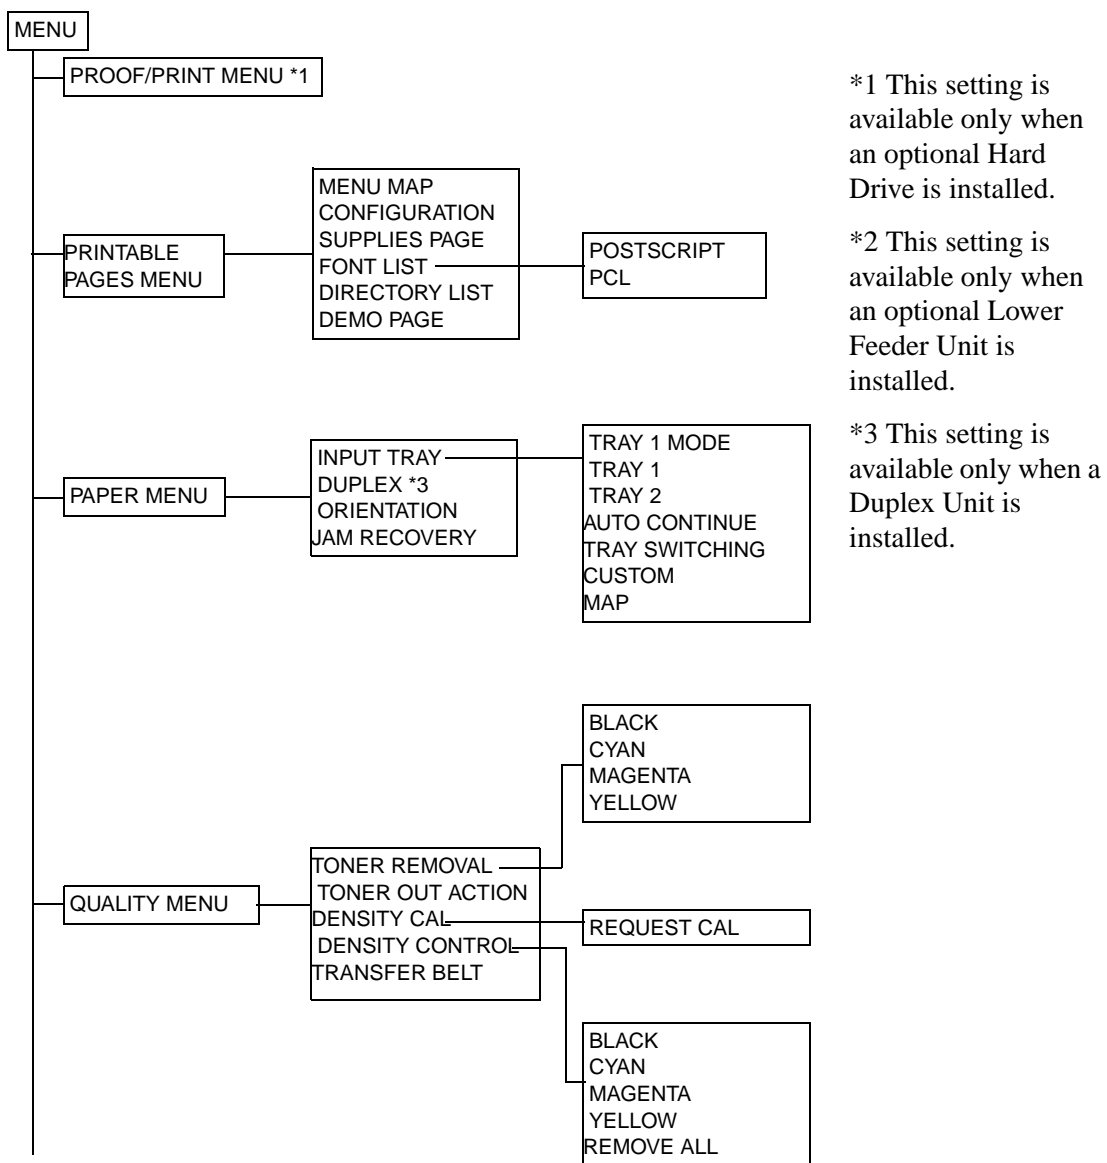 MENU
PROOF/PRINT MENU *1
PRINTABLE
PAGES MENU
MENU MAP
CONFIGURATION
SUPPLIES PAGE
FONT LIST
DIRECTORY LIST
DEMO PAGE
POSTSCRIPT
PCL
PAPER MENU
INPUT TRAY
DUPLEX *3
ORIENTATION
JAM RECOVERY
TRAY 1 MODE
TRAY 1
TRAY 2
AUTO CONTINUE
TRAY SWITCHING
CUSTOM
MAP
QUALITY MENU
TONER REMOVAL
TONER OUT ACTION
DENSITY CAL
DENSITY CONTROL
TRANSFER BELT
BLACK
CYAN
MAGENTA
YELLOW
REQUEST CAL
BLACK
CYAN
MAGENTA
YELLOW
REMOVE ALL
*1 This setting is
available only when
an optional Hard
Drive is installed.
*2 This setting is
available only when
an optional Lower
Feeder Unit is
installed.
*3 This setting is
available only when a
Duplex Unit is
installed.